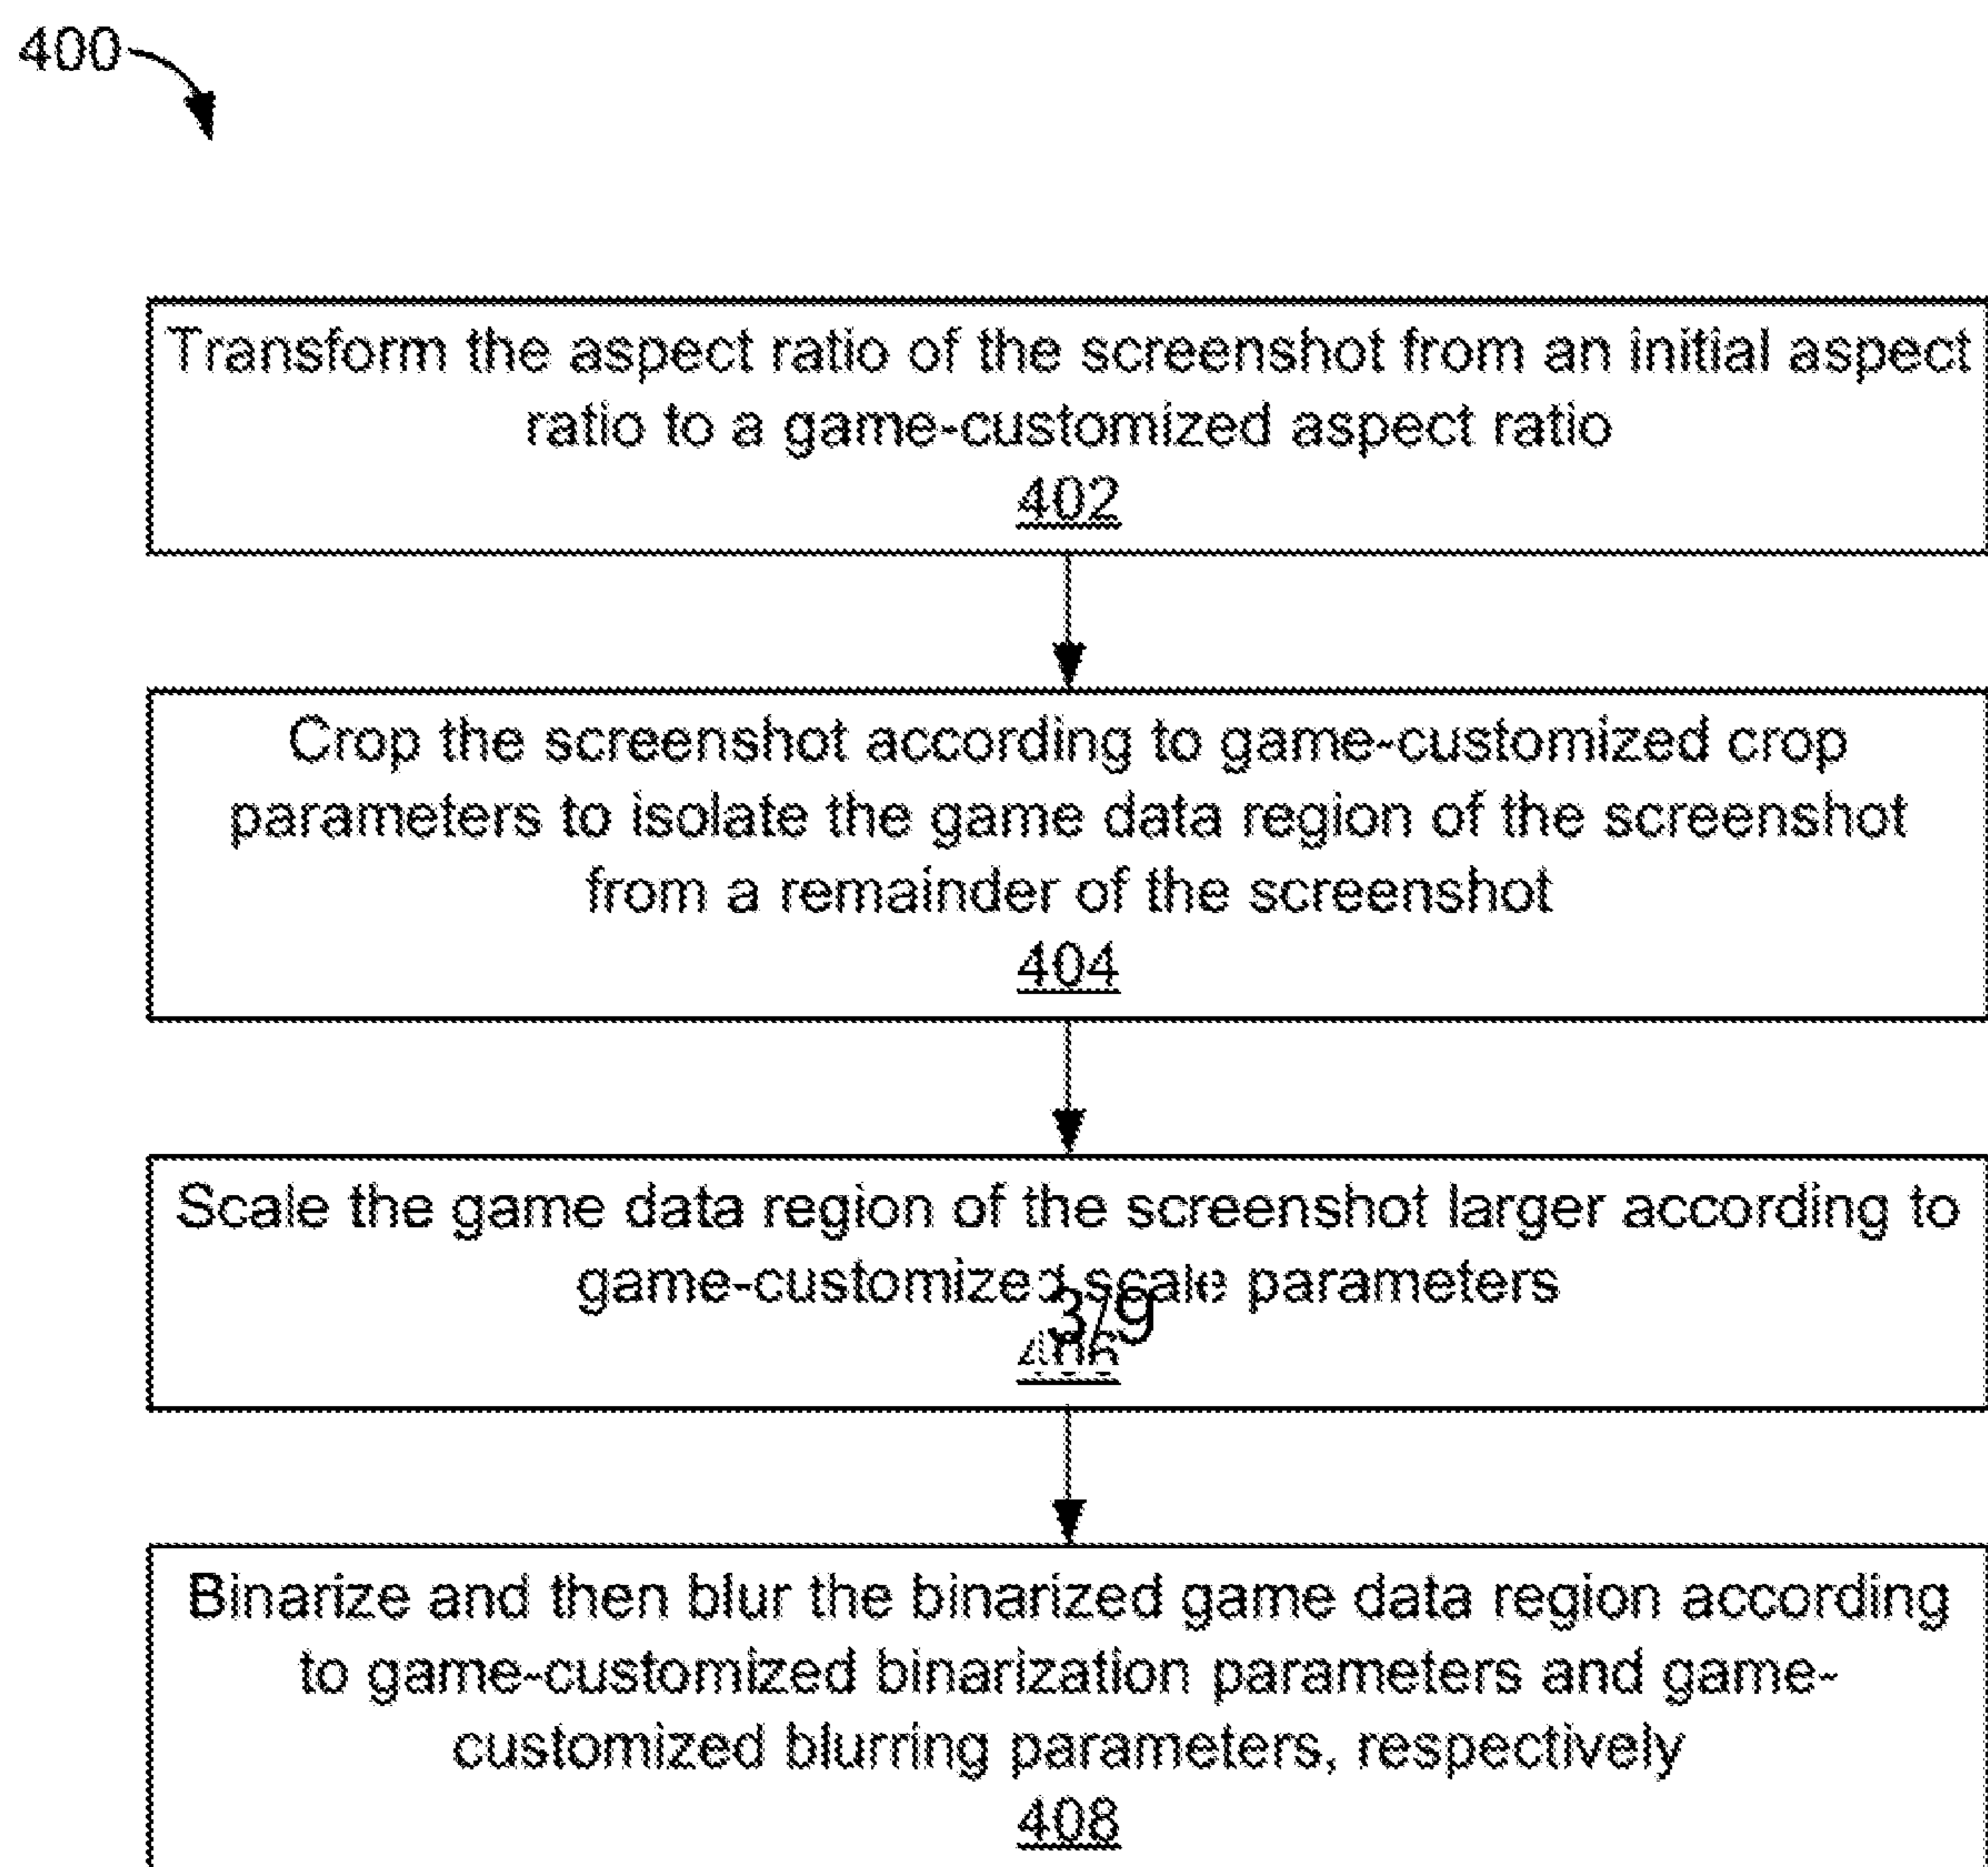 400
Transform the aspect ratio of the screenshot from an initial aspect
ratio to a game-customized aspect ratio
402
Crop the screenshot according to game-customized crop
parameters to isolate the game data region of the screenshot
from a remainder of the screenshot
404
Scale the game data region of the screenshot larger according to
game-customized scale parameters
3/9
406
Binarize and then blur the binarized game data region according
to game-customized binarization parameters and game-
customized blurring parameters, respectively
408